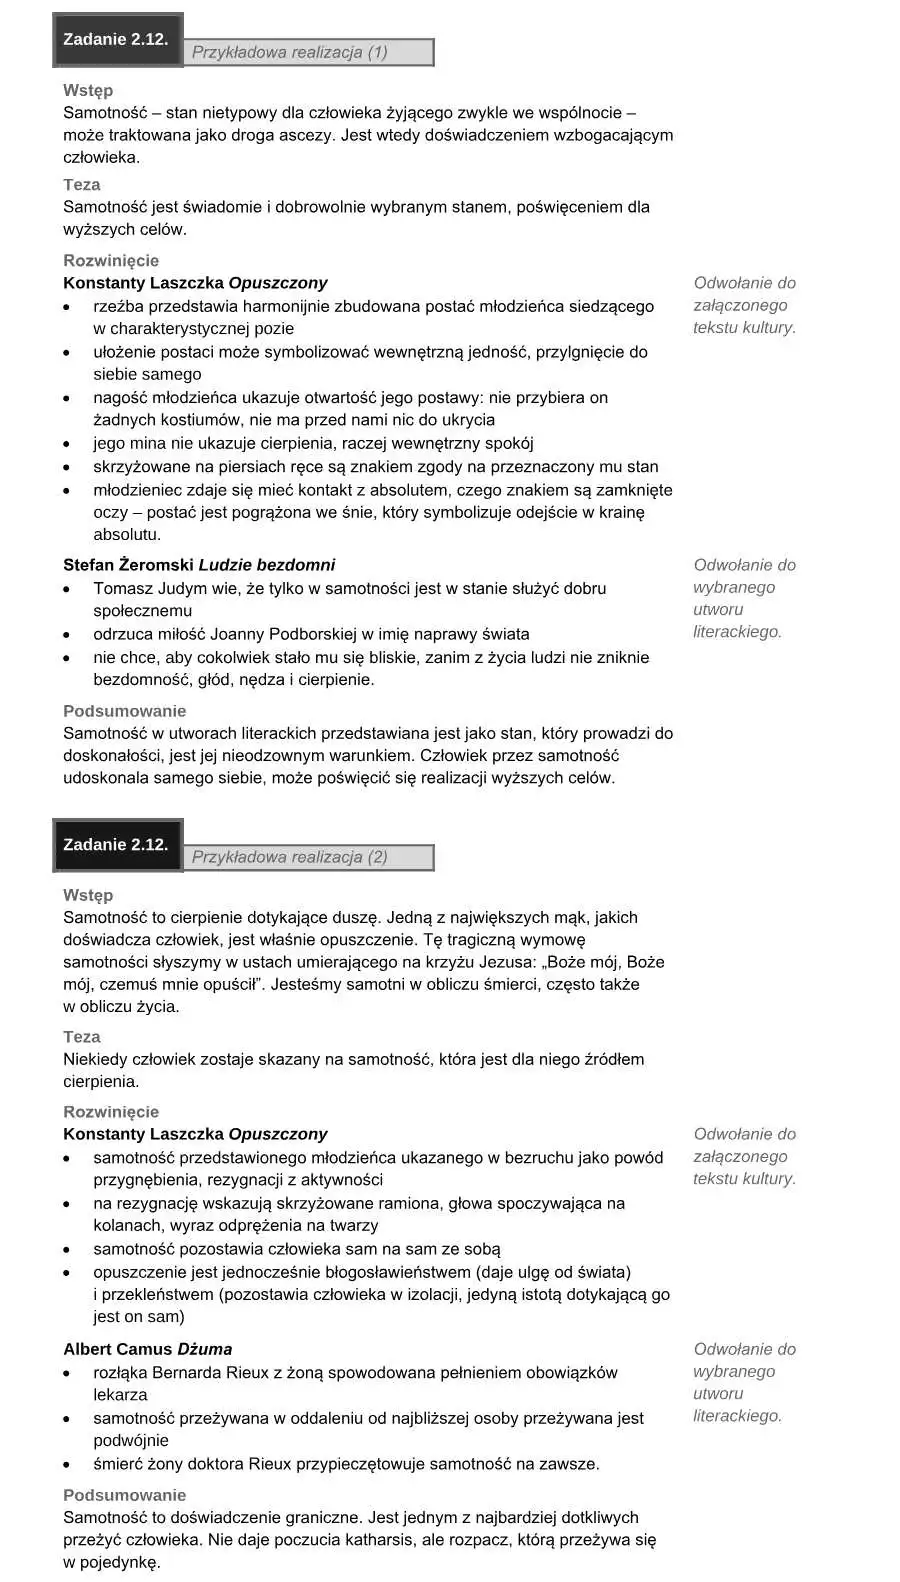 Zadanie 2.12.
Przykładowa realizacja (1)
Wstęp
Samotność – stan nietypowy dla człowieka żyjącego zwykle we wspólnocie –
może traktowana jako droga ascezy. Jest wtedy doświadczeniem wzbogacającym
człowieka.
Teza
Samotność jest świadomie i dobrowolnie wybranym stanem, poświęceniem dla
wyższych celów.
Rozwinięcie
Konstanty Laszczka Opuszczony
Odwołanie do
załączonego
tekstu kultury.
• rzeźba przedstawia harmonijnie zbudowana postać młodzieńca siedzącego
w charakterystycznej pozie
• ułożenie postaci może symbolizować wewnętrzną jedność, przylgnięcie do
siebie samego
• nagość młodzieńca ukazuje otwartość jego postawy: nie przybiera on
żadnych kostiumów, nie ma przed nami nic do ukrycia
• jego mina nie ukazuje cierpienia, raczej wewnętrzny spokój
• skrzyżowane na piersiach ręce są znakiem zgody na przeznaczony mu stan
• młodzieniec zdaje się mieć kontakt z absolutem, czego znakiem są zamknięte
oczy – postać jest pogrążona we śnie, który symbolizuje odejście w krainę
absolutu.
Stefan Żeromski Ludzie bezdomni
Odwołanie do
wybranego
utworu
literackiego.
• Tomasz Judym wie, że tylko w samotności jest w stanie służyć dobru
społecznemu
• odrzuca miłość Joanny Podborskiej w imię naprawy świata
• nie chce, aby cokolwiek stało mu się bliskie, zanim z życia ludzi nie zniknie
bezdomność, głód, nędza i cierpienie.
Podsumowanie
Samotność w utworach literackich przedstawiana jest jako stan, który prowadzi do
doskonałości, jest jej nieodzownym warunkiem. Człowiek przez samotność
udoskonala samego siebie, może poświęcić się realizacji wyższych celów.
Zadanie 2.12.
Przykładowa realizacja (2)
Wstęp
Samotność to cierpienie dotykające duszę. Jedną z największych mąk, jakich
doświadcza człowiek, jest właśnie opuszczenie. Tę tragiczną wymowę
samotności słyszymy w ustach umierającego na krzyżu Jezusa: „Boże mój, Boże
mój, czemuś mnie opuścił”. Jesteśmy samotni w obliczu śmierci, często także
w obliczu życia.
Teza
Niekiedy człowiek zostaje skazany na samotność, która jest dla niego źródłem
cierpienia.
Rozwinięcie
Konstanty Laszczka Opuszczony
Odwołanie do
załączonego
tekstu kultury.
• samotność przedstawionego młodzieńca ukazanego w bezruchu jako powód
przygnębienia, rezygnacji z aktywności
• na rezygnację wskazują skrzyżowane ramiona, głowa spoczywająca na
kolanach, wyraz odprężenia na twarzy
• samotność pozostawia człowieka sam na sam ze sobą
• opuszczenie jest jednocześnie błogosławieństwem (daje ulgę od świata)
i przekleństwem (pozostawia człowieka w izolacji, jedyną istotą dotykającą go
jest on sam)
Albert Camus Dżuma
Odwołanie do
wybranego
utworu
literackiego.
• rozłąka Bernarda Rieux z żoną spowodowana pełnieniem obowiązków
lekarza
• samotność przeżywana w oddaleniu od najbliższej osoby przeżywana jest
podwójnie
• śmierć żony doktora Rieux przypieczętowuje samotność na zawsze.
Podsumowanie
Samotność to doświadczenie graniczne. Jest jednym z najbardziej dotkliwych
przeżyć człowieka. Nie daje poczucia katharsis, ale rozpacz, którą przeżywa się
w pojedynkę.